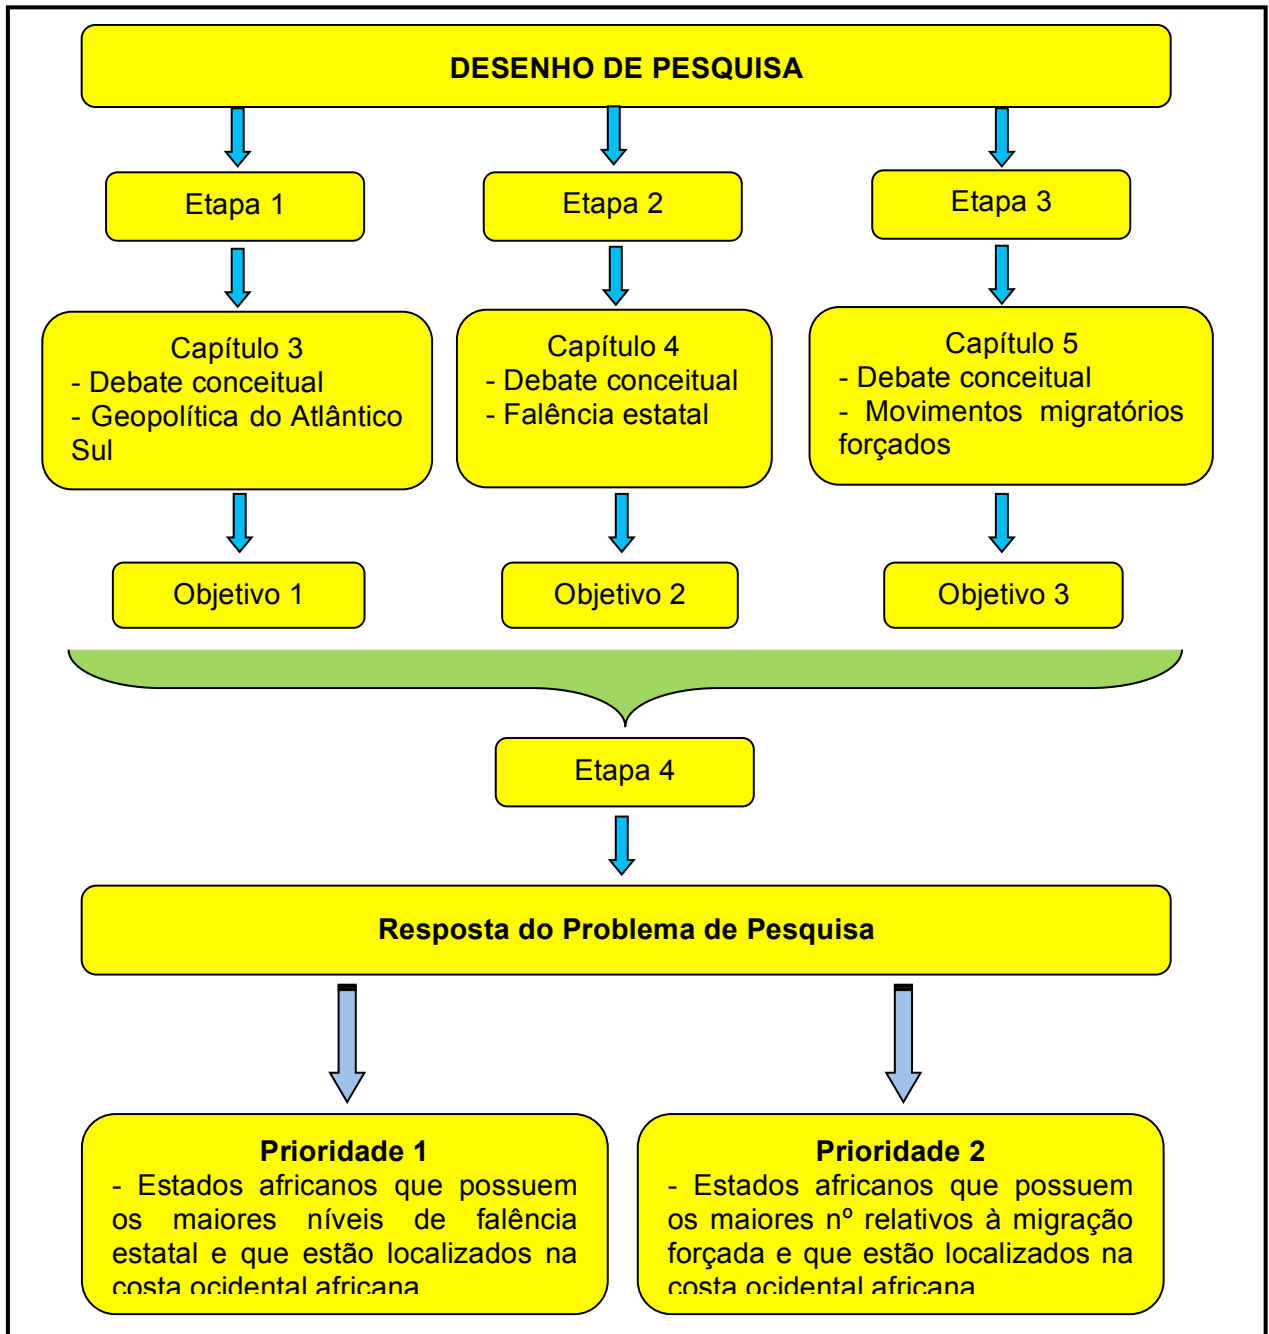 DESENHO DE PESQUISA
Etapa 1
Etapa 2
Etapa 3
Capítulo 3
- Debate conceitual
- Geopolítica do Atlântico
Sul
Capítulo 4
- Debate conceitual
- Falência estatal
Capítulo 5
- Debate conceitual
- Movimentos migratórios
forçados
Objetivo 1
Objetivo 2
Objetivo 3
Etapa 4
Resposta do Problema de Pesquisa
Prioridade 1
- Estados africanos que possuem
os maiores níveis de falência
estatal e que estão localizados na
costa ocidental africana
Prioridade 2
- Estados africanos que possuem
os maiores nº relativos à migração
forçada e que estão localizados na
costa ocidental africana